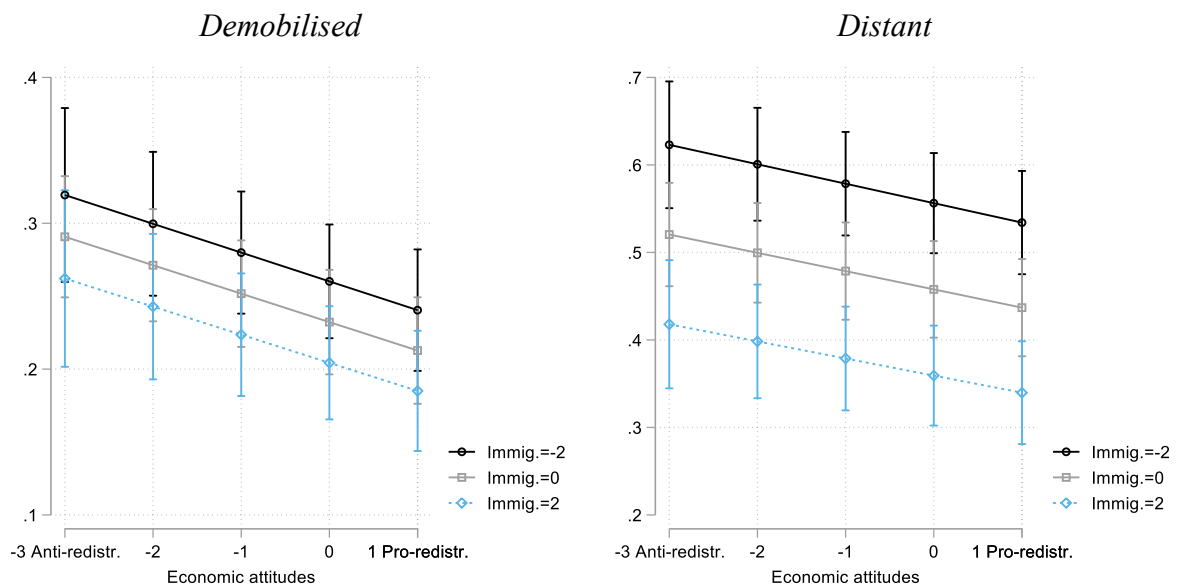 Demobilised
.4
.3
.2
.1
Immig.=-2
Immig.=0
Immig.=2
-3 Anti-redistr.
-2
-1
0
1 Pro-redistr.
Economic attitudes
Distant
.7
.6
.5
.4
.3
.2
Immig.=-2
Immig.=0
Immig.=2
-3 Anti-redistr.
-2
-1
0
1 Pro-redistr.
Economic attitudes